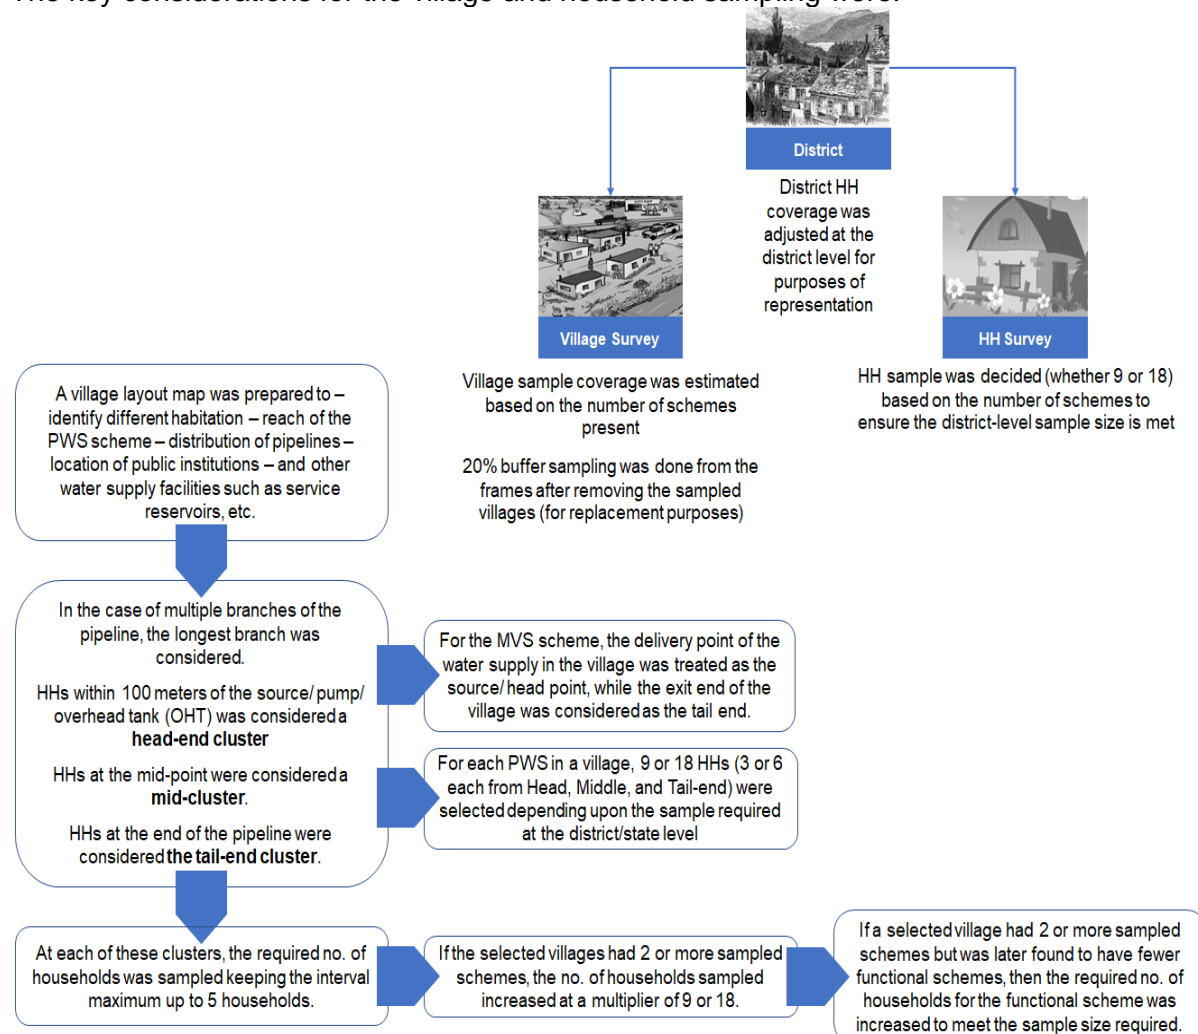 The key considerations for the village and household sampling were:
District
District HH
coverage was
adjusted at the
district level for
purposes of
representation
Village Survey
Village sample coverage was estimated
based on the number of schemes
present
20% buffer sampling was done from the
frames after removing the sampled
villages (for replacement purposes)
HH Survey
HH sample was decided (whether 9 or 18)
based on the number of schemes to
ensure the district-level sample size is met
A village layout map was prepared to –
identify different habitation – reach of the
PWS scheme – distribution of pipelines –
location of public institutions – and other
water supply facilities such as service
reservoirs, etc.
In the case of multiple branches of the
pipeline, the longest branch was
considered.
HHs within 100 meters of the source/ pump/
overhead tank (OHT) was considered a
head-end cluster
HHs at the mid-point were considered a
mid-cluster.
HHs at the end of the pipeline were
considered the tail-end cluster.
For the MVS scheme, the delivery point of the
water supply in the village was treated as the
source/ head point, while the exit end of the
village was considered as the tail end.
For each PWS in a village, 9 or 18 HHs (3 or 6
each from Head, Middle, and Tail-end) were
selected depending upon the sample required
at the district/state level
At each of these clusters, the required no. of
households was sampled keeping the interval
maximum up to 5 households.
If the selected villages had 2 or more sampled
schemes, the no. of households sampled
increased at a multiplier of 9 or 18.
If a selected village had 2 or more sampled
schemes but was later found to have fewer
functional schemes, then the required no. of
households for the functional scheme was
increased to meet the sample size required.